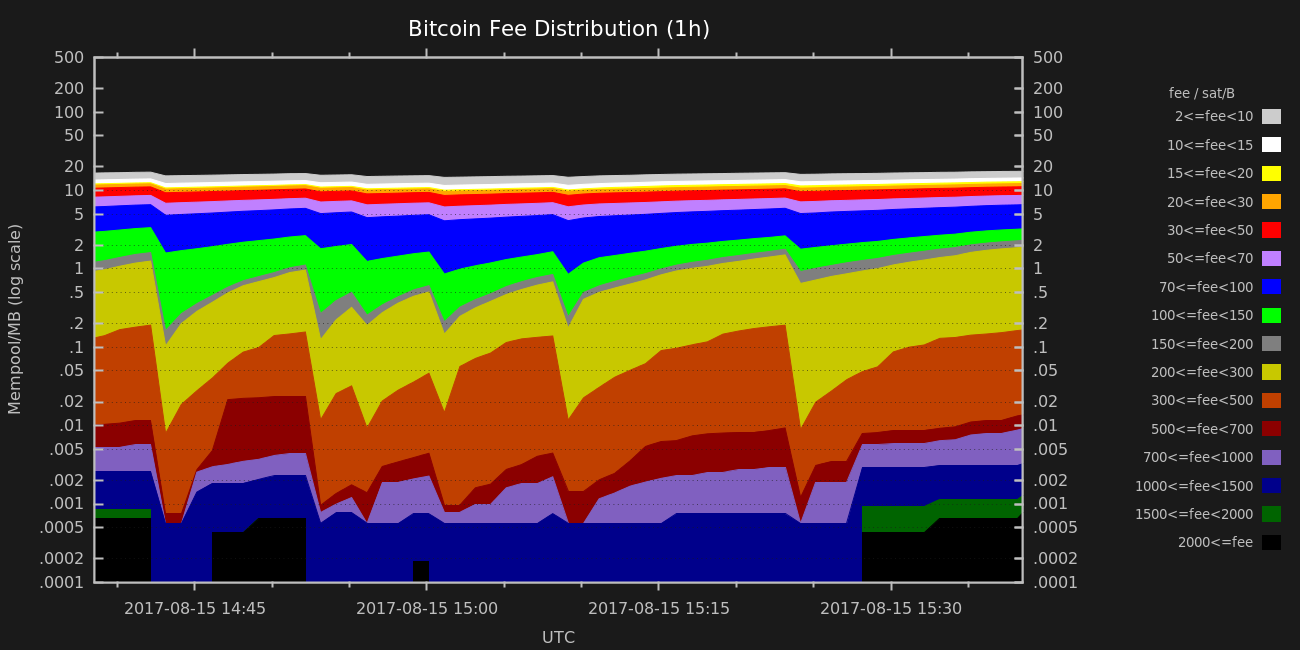 Bitcoin Fee Distribution (1h)
500 500
200 200
100 100
50 50
20 20
10 10
5 5
2 2
1 1
.5 .5
.2 .2
.1 .1
.05 .05
.02 .02
.01 .01
.005 .005
.002 .002
.001 .001
.0005 .0005
.0002 .0002
.0001 .0001
Mempool/MB (log scale)
2017-08-15 14:45 2017-08-15 15:00 2017-08-15 15:15 2017-08-15 15:30
UTC
fee / sat/B
2<=fee<10
10<=fee<15
15<=fee<20
20<=fee<30
30<=fee<50
50<=fee<70
70<=fee<100
100<=fee<150
150<=fee<200
200<=fee<300
300<=fee<500
500<=fee<700
700<=fee<1000
1000<=fee<1500
1500<=fee<2000
2000<=fee